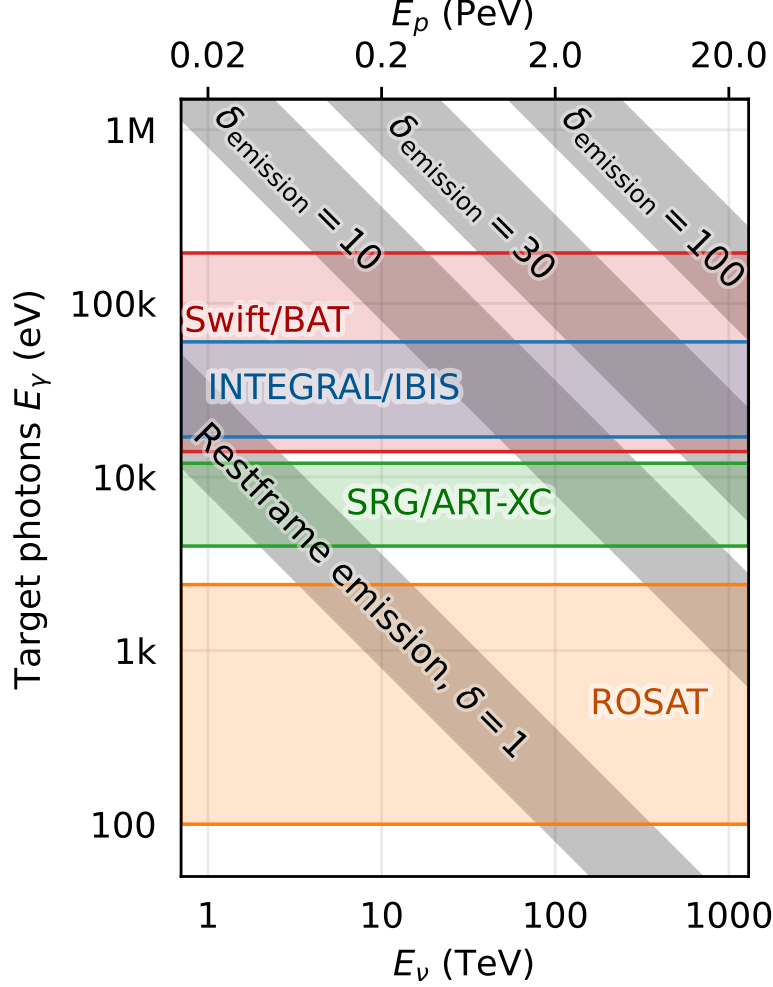 E_p (PeV)
0.02 0.2 2.0 20.0
δ_emission = 10
δ_emission = 30
δ_emission = 100
1M
100k
10k
1k
100
Target photons E_γ (eV)
Swift/BAT
INTEGRAL/IBIS
Restframe emission, δ = 1
SRG/ART-XC
ROSAT
1 10 100 1000
E_ν (TeV)